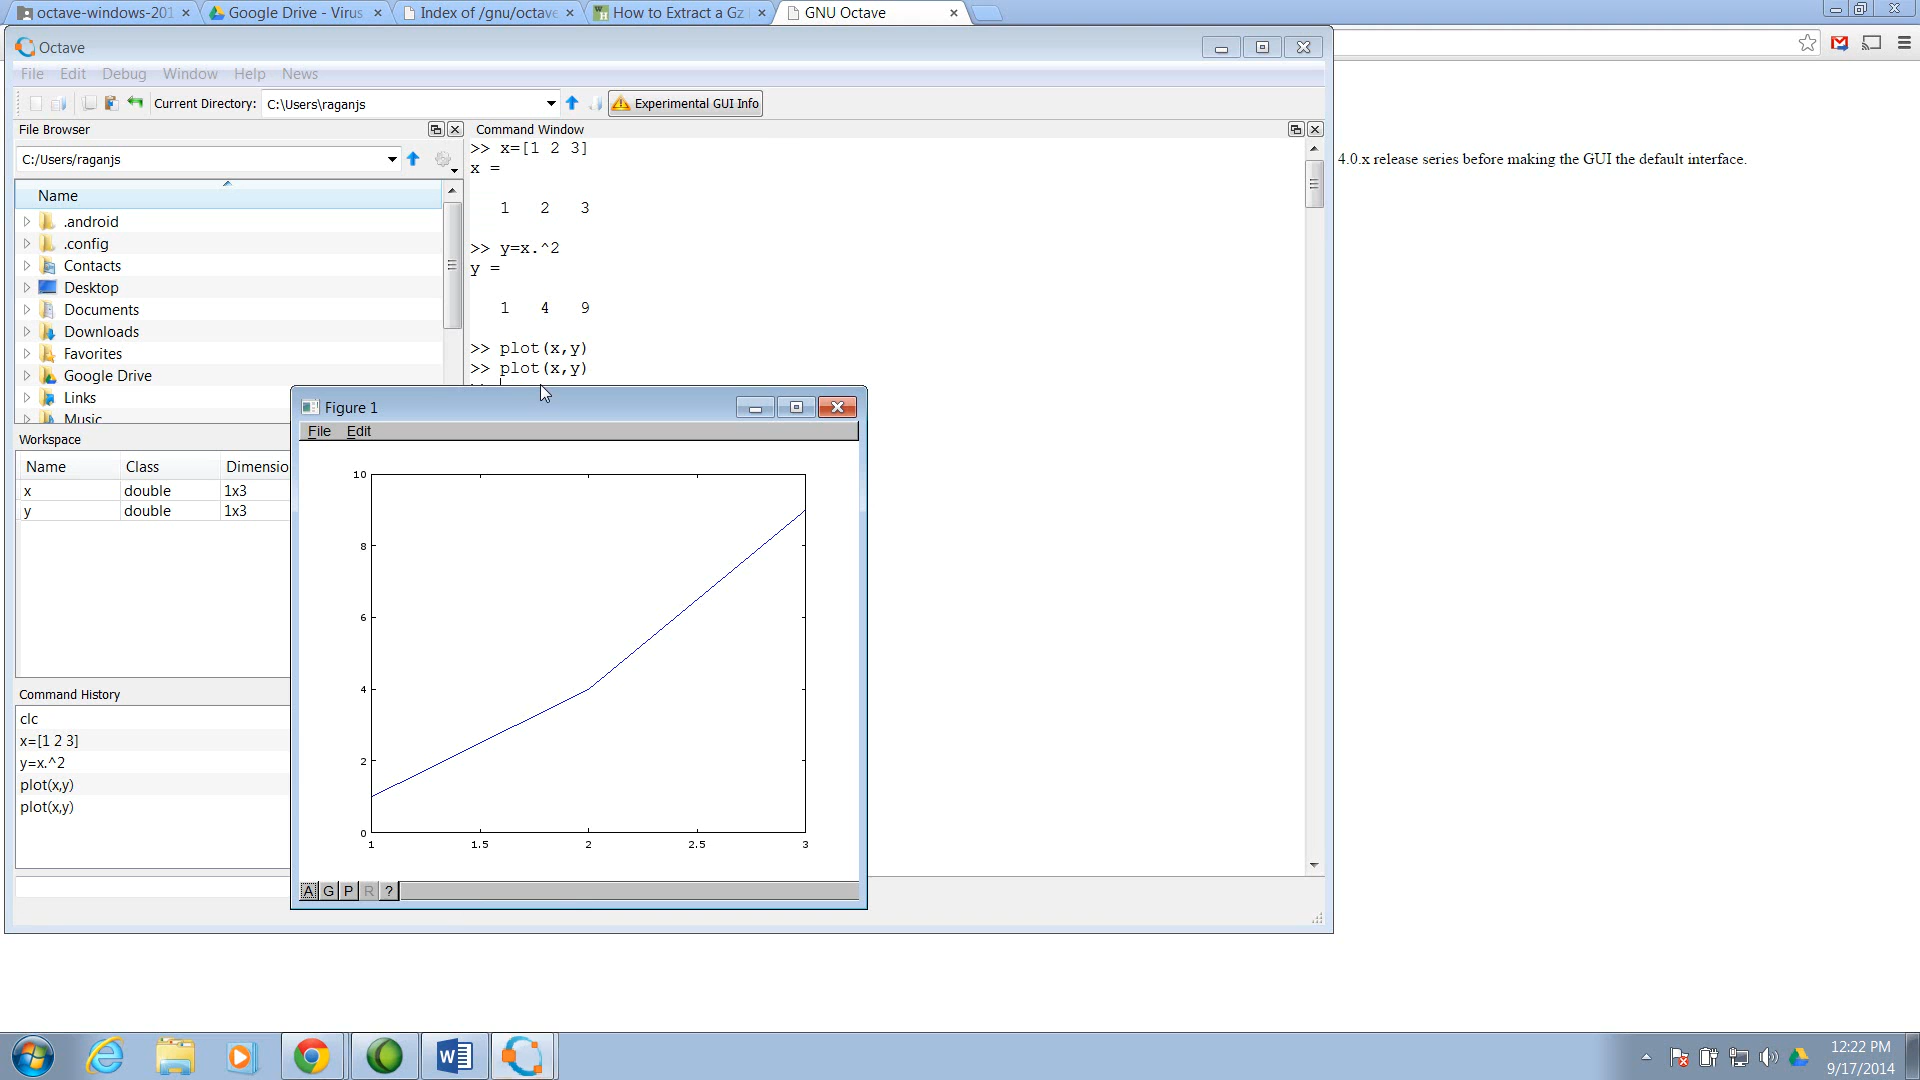 octave-windows-201
Google Drive - Virus
Index of /gnu/octave
How to Extract a Gz
GNU Octave
Octave
File Edit Debug Window Help News
Current Directory: C:\Users\raganjs
Experimental GUI Info
File Browser
Command Window
C:/Users/raganjs
4.0.x release series before making the GUI the default interface.
Name
.android
.config
Contacts
Desktop
Documents
Downloads
Favorites
Google Drive
Links
Music
>> x=[1 2 3]
x =
1 2 3
>> y=x.^2
y =
1 4 9
>> plot(x,y)
>> plot(x,y)
Workspace
Name Class Dimensio
x double 1x3
y double 1x3
Command History
clc
x=[1 2 3]
y=x.^2
plot(x,y)
plot(x,y)
Figure 1
File Edit
10
8
6
4
2
0
1 1.5 2 2.5 3
A G P R ?
12:22 PM
9/17/2014